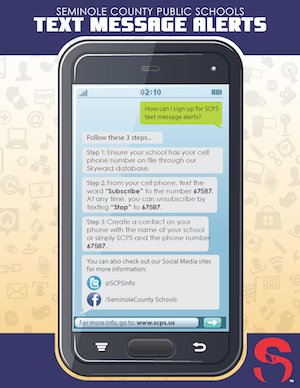 SEMINOLE COUNTY PUBLIC SCHOOLS
TEXT MESSAGE ALERTS
02:10
How can I sign up for SCPS
text message alerts?
Follow these 3 steps...
Step 1: Ensure your school has your cell
phone number on file through our
Skyward database.
Step 2: From your cell phone, text the
word "Subscribe" to the number 67587.
At any time, you can unsubscribe by
texting "Stop" to 67587.
Step 3: Create a contact on your
phone with the name of your school
or simply SCPS and the phone number
67587.
You can also check out our Social Media sites
for more information:
@SCPSinfo
/SeminoleCounty Schools
For more info, go to: www.scps.us